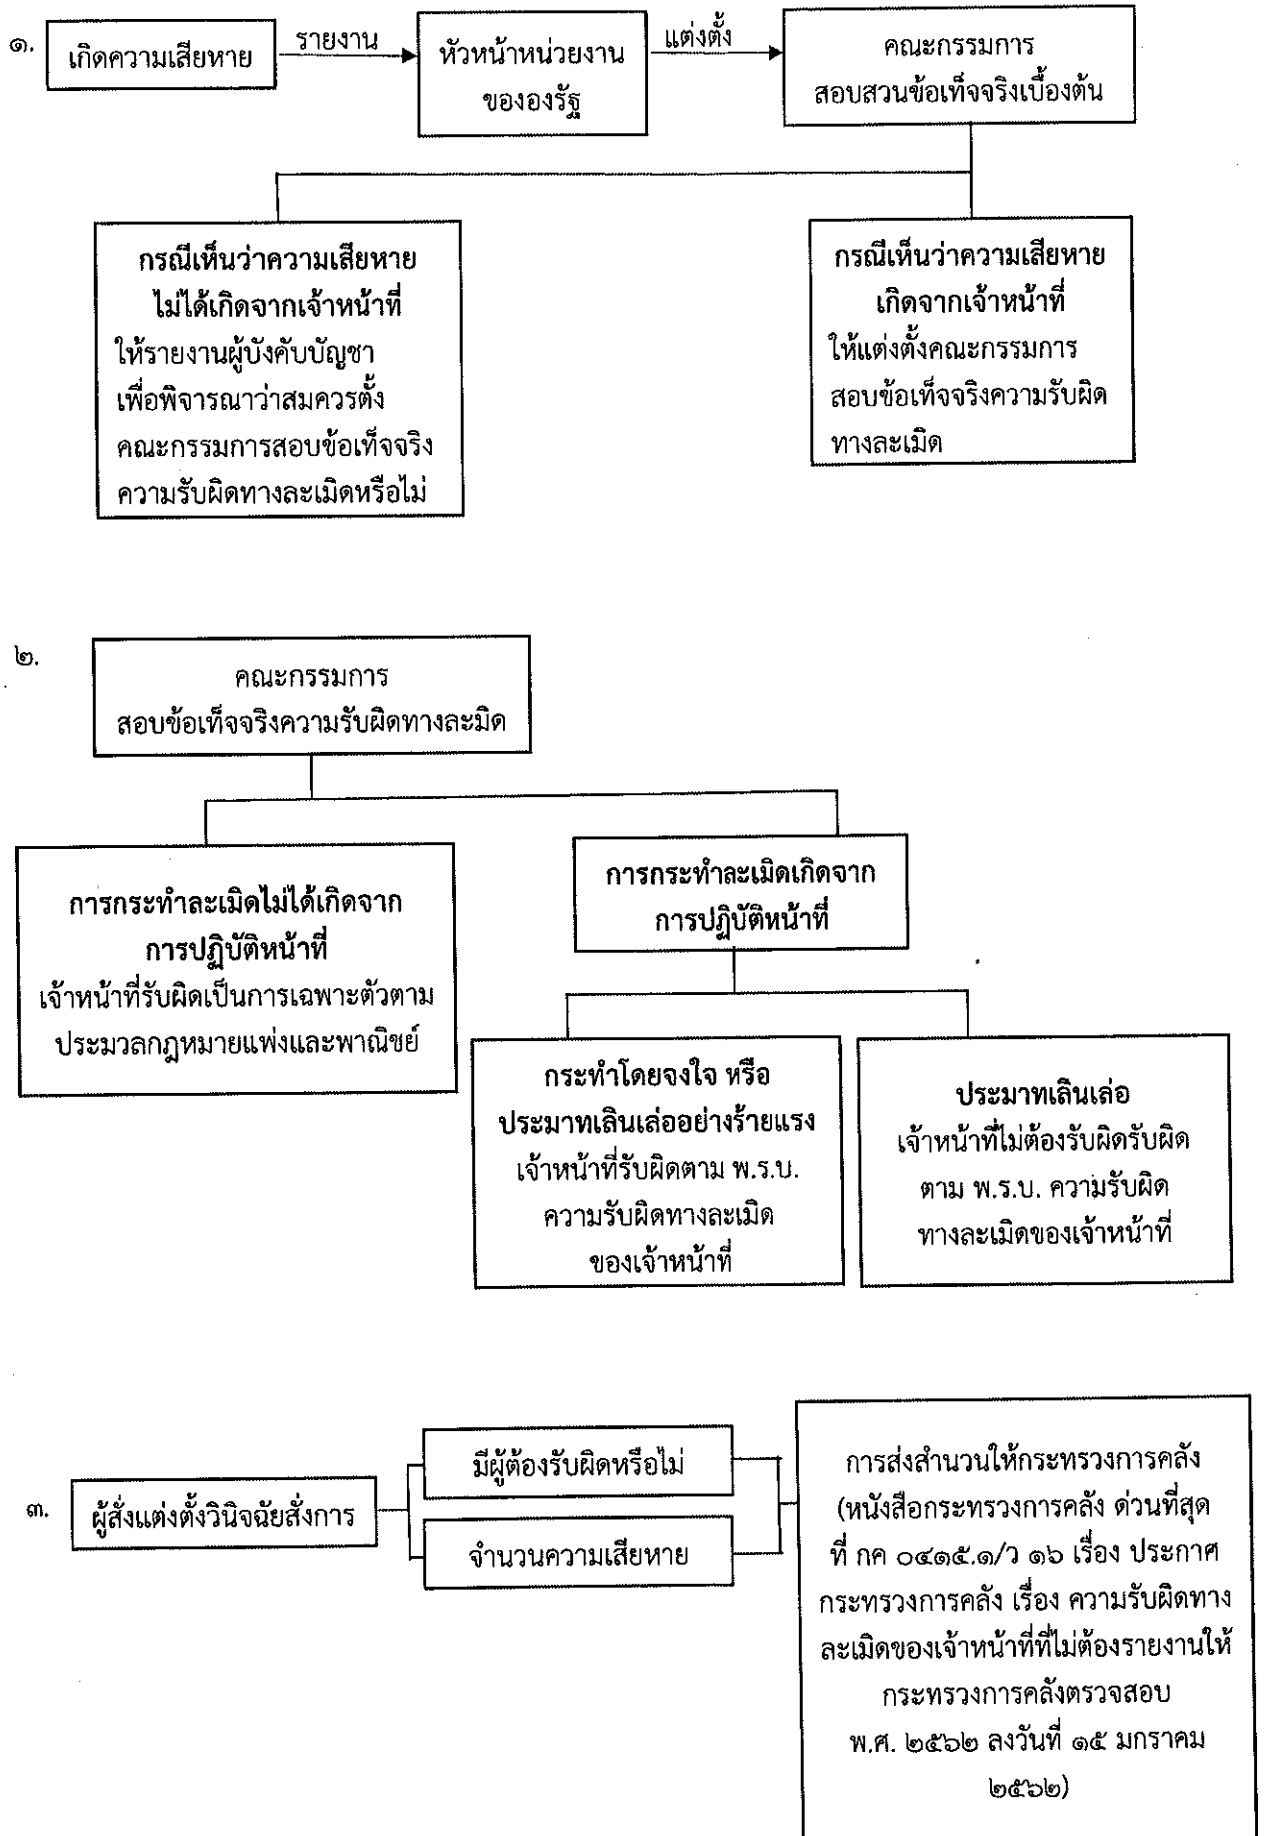 ๑.
เกิดความเสียหาย
รายงาน
หัวหน้าหน่วยงาน
ขององรัฐ
แต่งตั้ง
คณะกรรมการ
สอบสวนข้อเท็จจริงเบื้องต้น
กรณีเห็นว่าความเสียหาย
ไม่ได้เกิดจากเจ้าหน้าที่
ให้รายงานผู้บังคับบัญชา
เพื่อพิจารณาว่าสมควรตั้ง
คณะกรรมการสอบข้อเท็จจริง
ความรับผิดทางละเมิดหรือไม่
กรณีเห็นว่าความเสียหาย
เกิดจากเจ้าหน้าที่
ให้แต่งตั้งคณะกรรมการ
สอบข้อเท็จจริงความรับผิด
ทางละเมิด
๒.
คณะกรรมการ
สอบข้อเท็จจริงความรับผิดทางละมิด
การกระทำละเมิดไม่ได้เกิดจาก
การปฏิบัติหน้าที่
เจ้าหน้าที่รับผิดเป็นการเฉพาะตัวตาม
ประมวลกฎหมายแพ่งและพาณิชย์
การกระทำละเมิดเกิดจาก
การปฏิบัติหน้าที่
กระทำโดยจงใจ หรือ
ประมาทเลินเล่ออย่างร้ายแรง
เจ้าหน้าที่รับผิดตาม พ.ร.บ.
ความรับผิดทางละเมิด
ของเจ้าหน้าที่
ประมาทเลินเล่อ
เจ้าหน้าที่ไม่ต้องรับผิดรับผิด
ตาม พ.ร.บ. ความรับผิด
ทางละเมิดของเจ้าหน้าที่
๓.
ผู้สั่งแต่งตั้งวินิจฉัยสั่งการ
มีผู้ต้องรับผิดหรือไม่
จำนวนความเสียหาย
การส่งสำนวนให้กระทรวงการคลัง
(หนังสือกระทรวงการคลัง ด่วนที่สุด
ที่ กค ๐๔๑๕.๑/ว ๑๖ เรื่อง ประกาศ
กระทรวงการคลัง เรื่อง ความรับผิดทาง
ละเมิดของเจ้าหน้าที่ที่ไม่ต้องรายงานให้
กระทรวงการคลังตรวจสอบ
พ.ศ. ๒๕๖๒ ลงวันที่ ๑๕ มกราคม
๒๕๖๒)